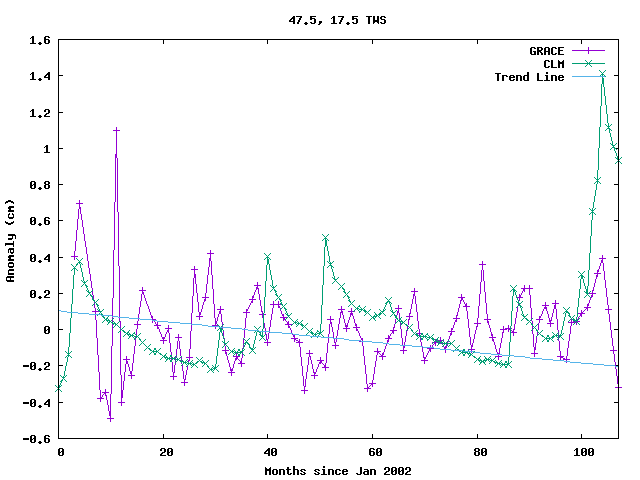 47.5, 17.5 TWS
GRACE
CLM
Trend Line
1.6
1.4
1.2
1
0.8
0.6
0.4
0.2
0
-0.2
-0.4
-0.6
Anomaly (cm)
0 20 40 60 80 100
Months since Jan 2002